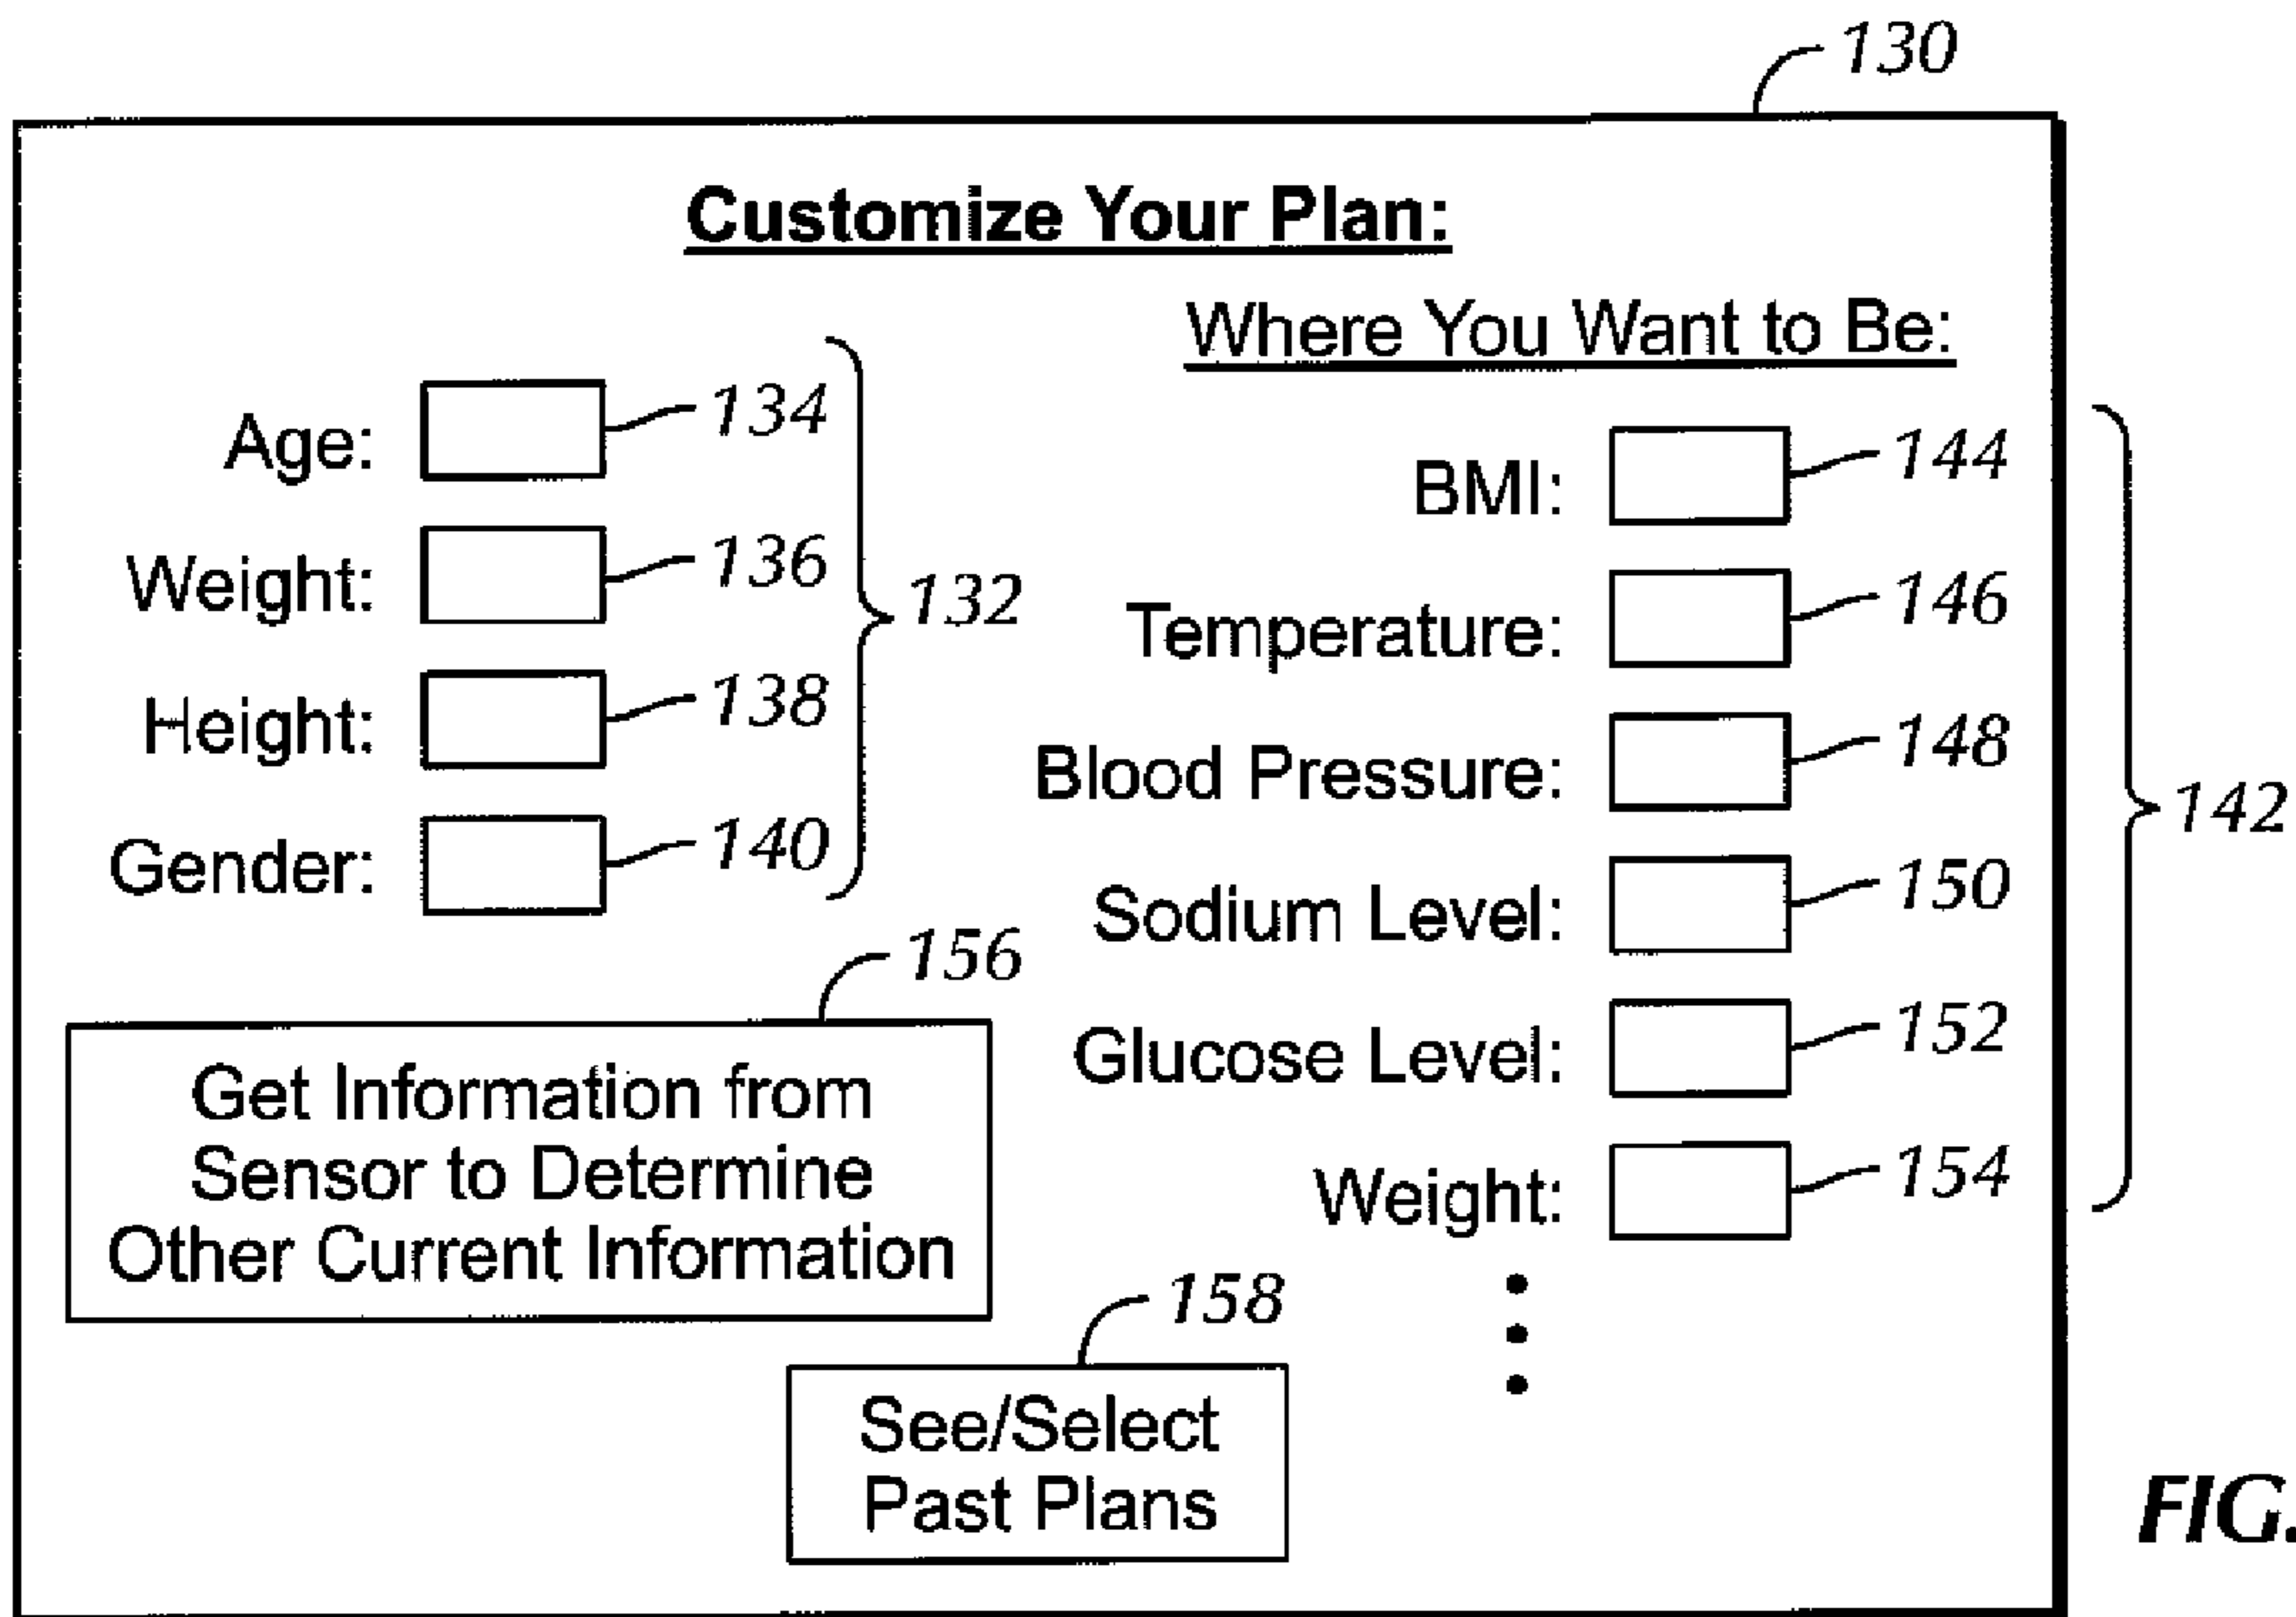 130
Customize Your Plan:
Where You Want to Be:
Age: 134
Weight: 136
Height: 138
Gender: 140
132
BMI: 144
Temperature: 146
Blood Pressure: 148
Sodium Level: 150
Glucose Level: 152
Weight: 154
142
156
Get Information from
Sensor to Determine
Other Current Information
158
See/Select
Past Plans
FIG.